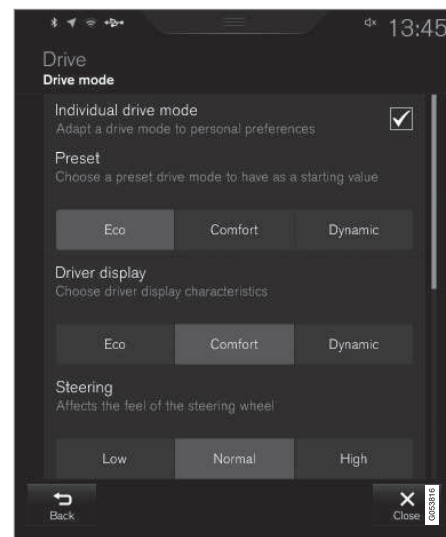 13:45
Drive
Drive mode
Individual drive mode
Adapt a drive mode to personal preferences
Preset
Choose a preset drive mode to have as a starting value
Eco Comfort Dynamic
Driver display
Choose driver display characteristics
Eco Comfort Dynamic
Steering
Affects the feel of the steering wheel
Low Normal High
Back Close
G053816